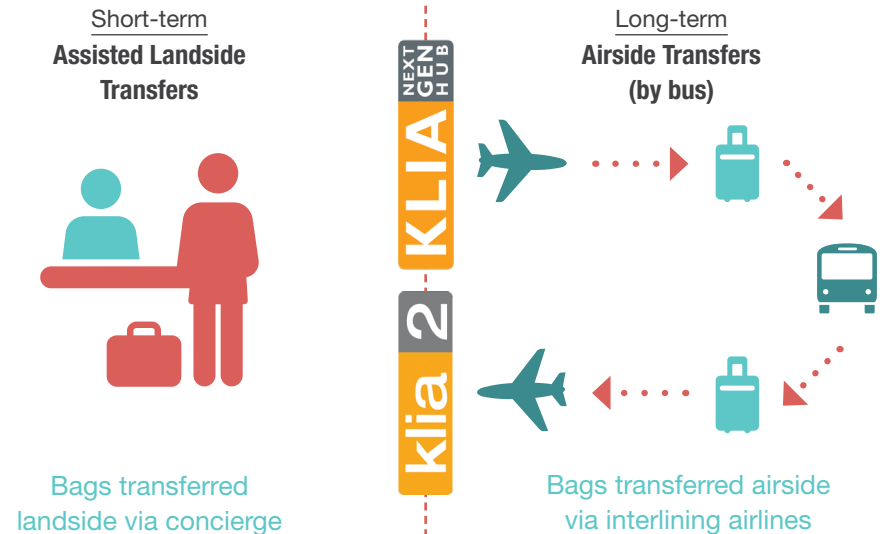 Short-term
Assisted Landside
Transfers
Bags transferred
landside via concierge
NEXT
GEN
HUB
KLIA
klia 2
Long-term
Airside Transfers
(by bus)
Bags transferred airside
via interlining airlines